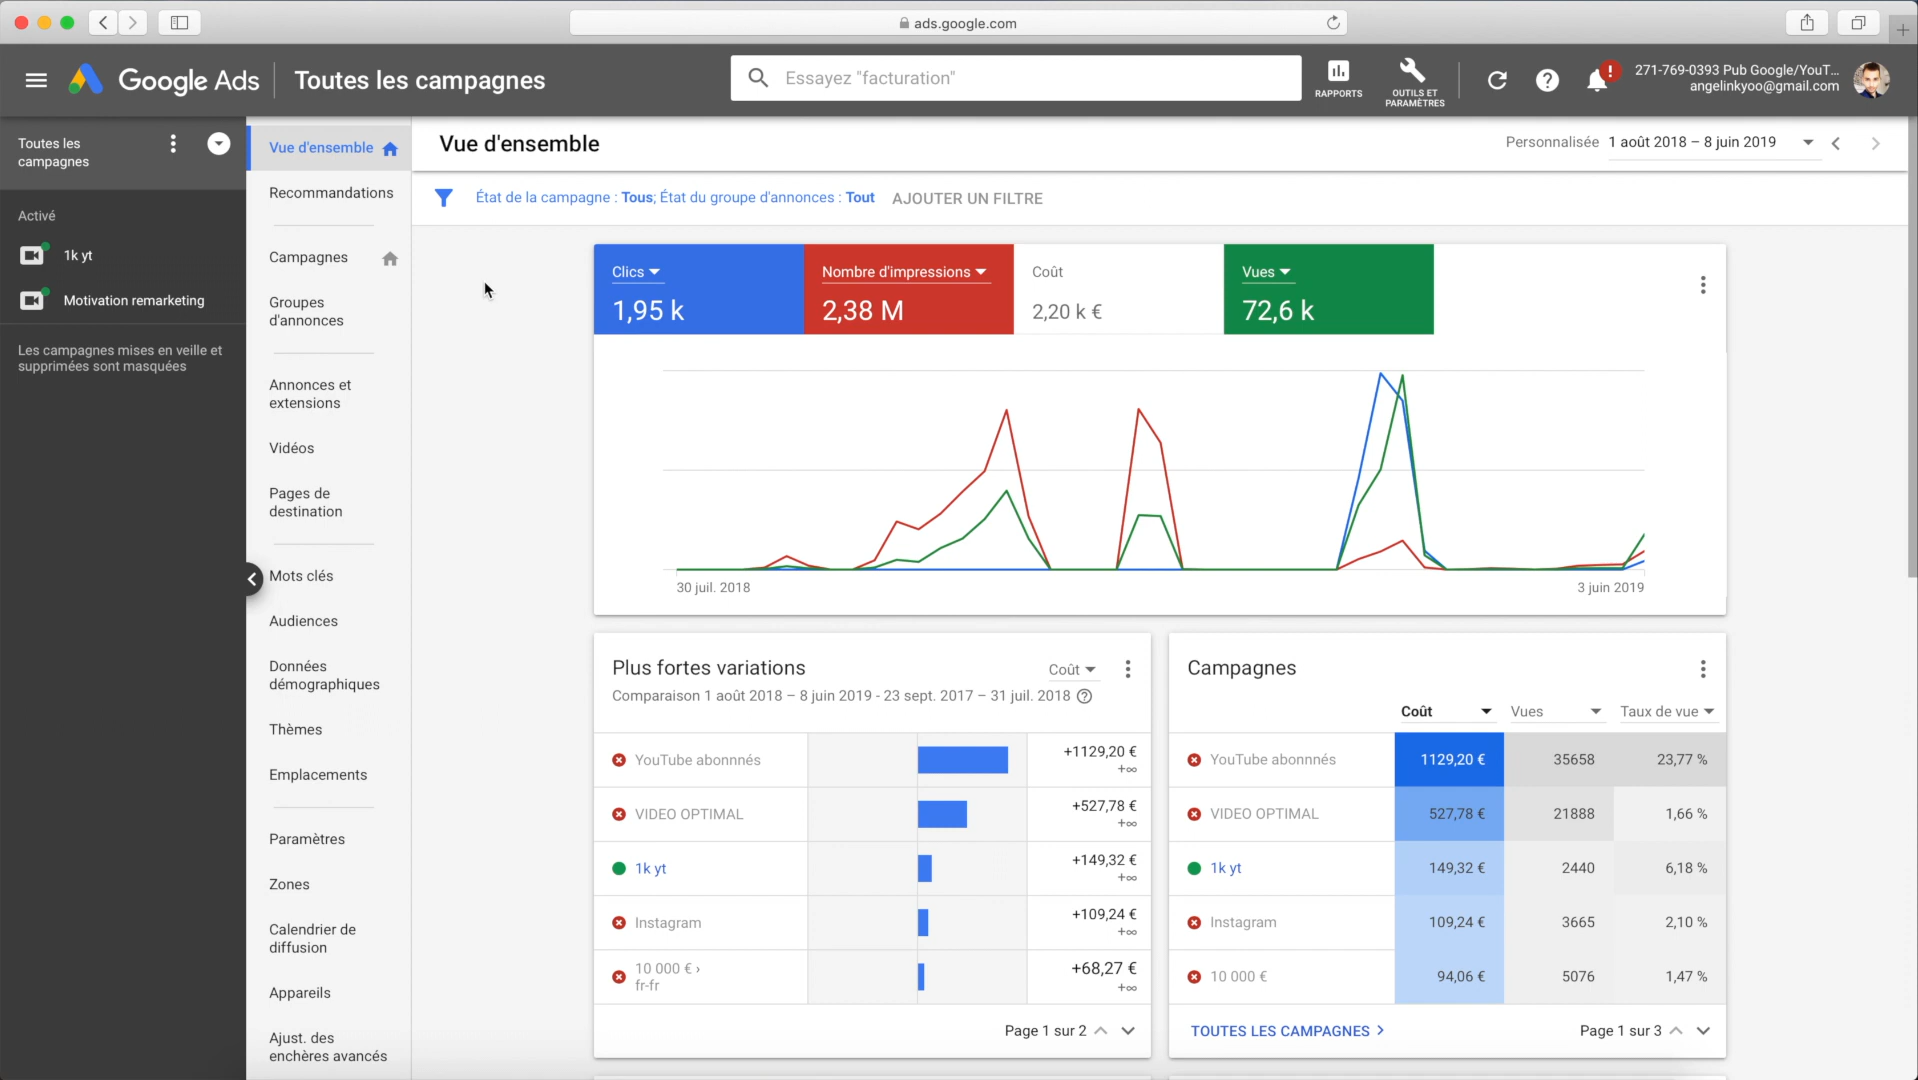 ads.google.com
Google Ads
Toutes les campagnes
Essayez "facturation"
RAPPORTS
OUTILS ET
PARAMÈTRES
!
271-769-0393 Pub Google/YouT...
angelinkyoo@gmail.com
Toutes les
campagnes
Activé
1k yt
Motivation remarketing
Les campagnes mises en veille et
supprimées sont masquées
Vue d'ensemble
Recommandations
Campagnes
Groupes
d'annonces
Annonces et
extensions
Vidéos
Pages de
destination
Mots clés
Audiences
Données
démographiques
Thèmes
Emplacements
Paramètres
Zones
Calendrier de
diffusion
Appareils
Ajust. des
enchères avancés
Vue d'ensemble
Personnalisée 1 août 2018 – 8 juin 2019
État de la campagne : Tous; État du groupe d'annonces : Tout AJOUTER UN FILTRE
Clics
1,95 k
Nombre d'impressions
2,38 M
Coût
2,20 k €
Vues
72,6 k
30 juil. 2018
3 juin 2019
Plus fortes variations
Coût
Comparaison 1 août 2018 – 8 juin 2019 - 23 sept. 2017 – 31 juil. 2018
YouTube abonnnés
+1129,20 €
+∞
VIDEO OPTIMAL
+527,78 €
+∞
1k yt
+149,32 €
+∞
Instagram
+109,24 €
+∞
10 000 € ›
fr-fr
+68,27 €
+∞
Page 1 sur 2
Campagnes
Coût Vues Taux de vue
YouTube abonnnés 1129,20 € 35658 23,77 %
VIDEO OPTIMAL 527,78 € 21888 1,66 %
1k yt 149,32 € 2440 6,18 %
Instagram 109,24 € 3665 2,10 %
10 000 € 94,06 € 5076 1,47 %
TOUTES LES CAMPAGNES
Page 1 sur 3